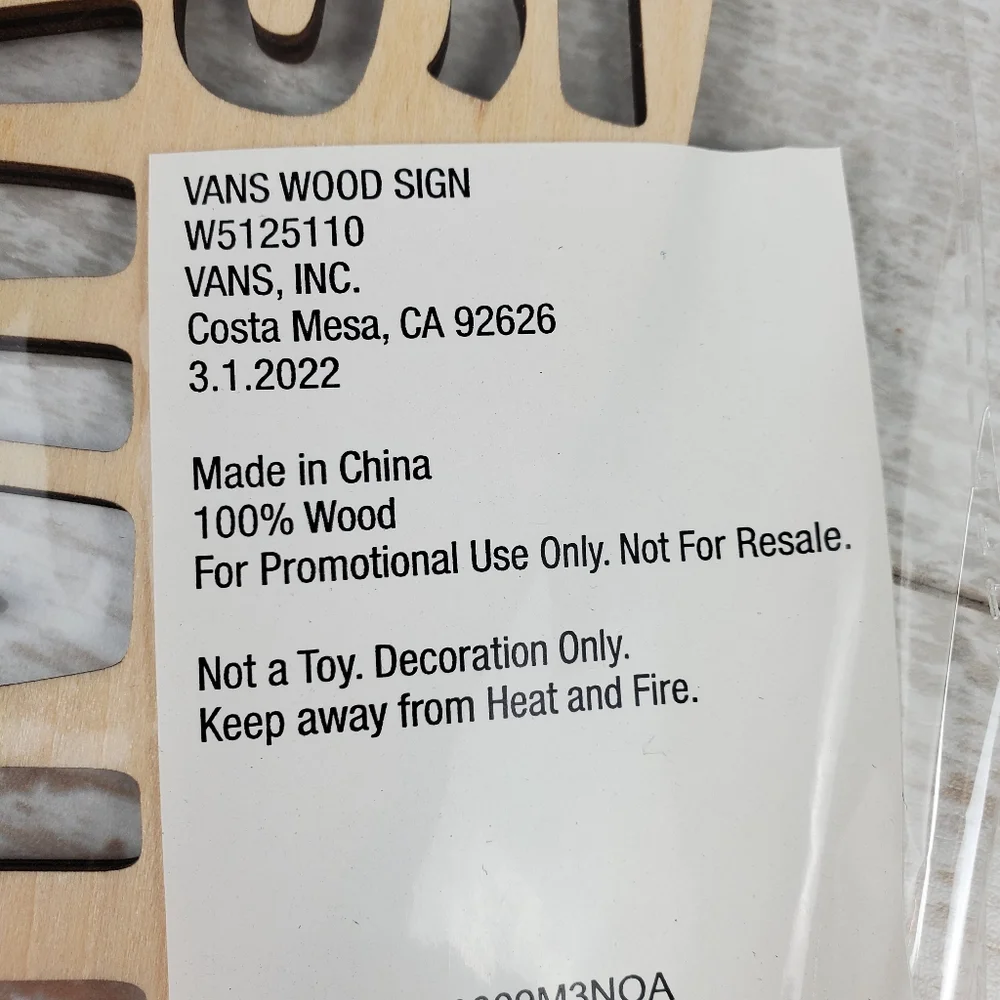 VANS WOOD SIGN
W5125110
VANS, INC.
Costa Mesa, CA 92626
3.1.2022
Made in China
100% Wood
For Promotional Use Only. Not For Resale.
Not a Toy. Decoration Only.
Keep away from Heat and Fire.